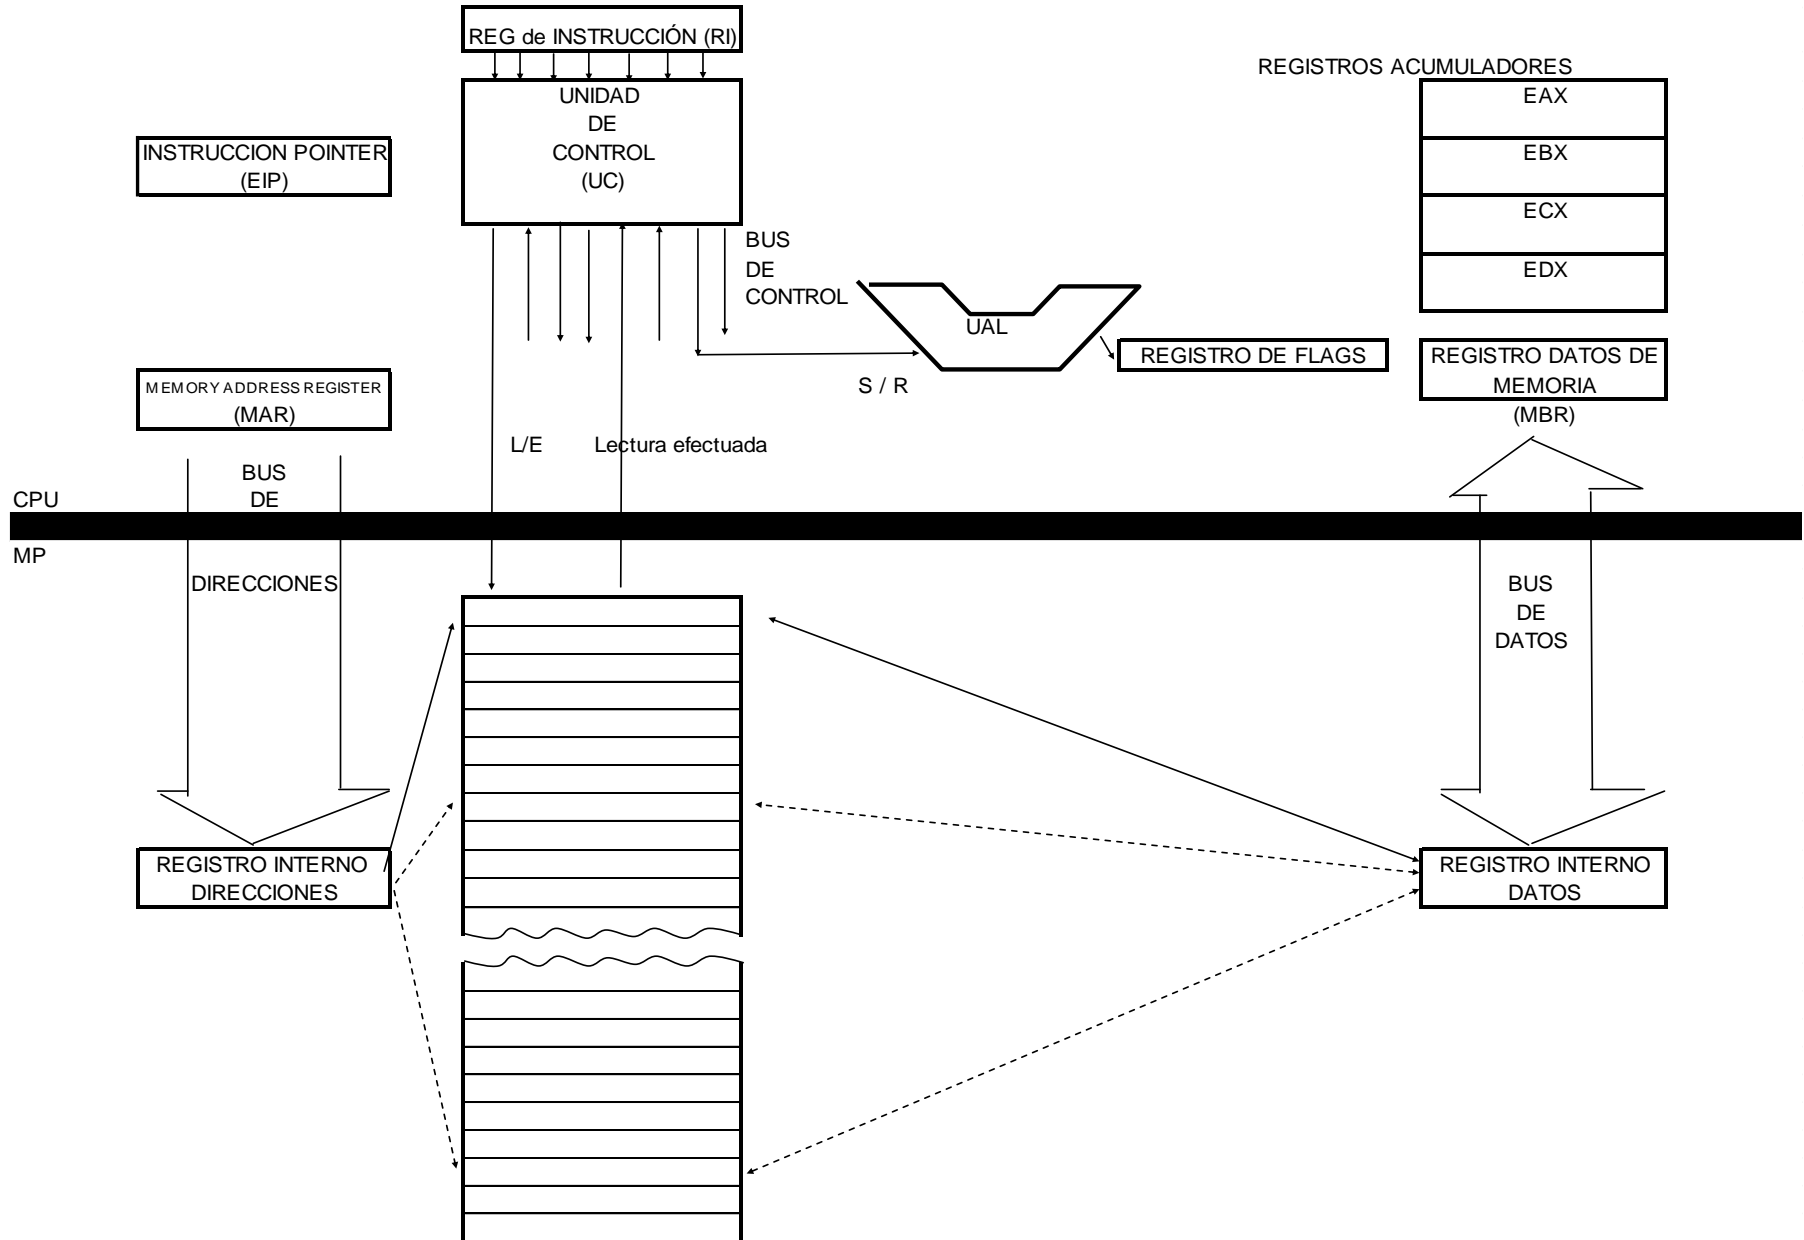 REG de INSTRUCCIÓN (RI)
REGISTROS ACUMULADORES
UNIDAD
DE
CONTROL
(UC)
EAX
INSTRUCCION POINTER
(EIP)
EBX
ECX
BUS
DE
CONTROL
EDX
UAL
REGISTRO DE FLAGS
REGISTRO DATOS DE
MEMORIA
(MBR)
MEMORY ADDRESS REGISTER
(MAR)
S / R
L/E
Lectura efectuada
BUS
DE
CPU
MP
DIRECCIONES
BUS
DE
DATOS
REGISTRO INTERNO
DIRECCIONES
REGISTRO INTERNO
DATOS